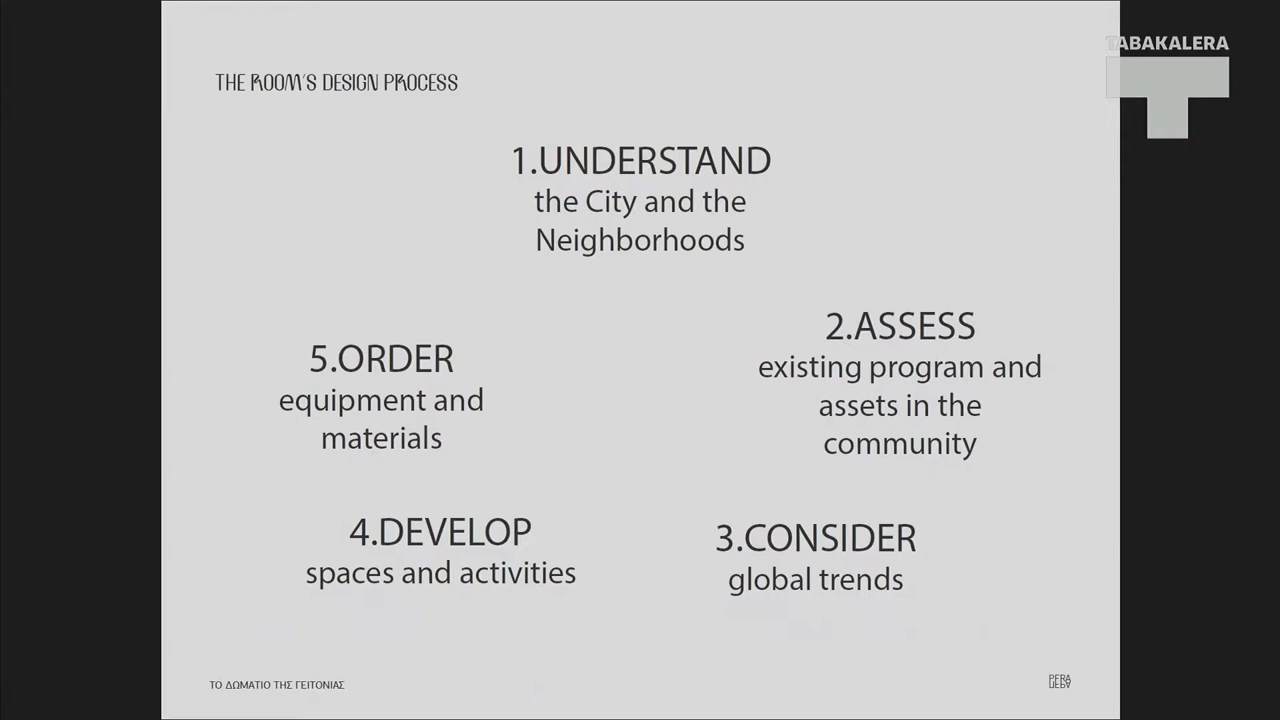 TABAKALERA
THE ROOM'S DESIGN PROCESS
1.UNDERSTAND
the City and the
Neighborhoods
2.ASSESS
existing program and
assets in the
community
3.CONSIDER
global trends
4.DEVELOP
spaces and activities
5.ORDER
equipment and
materials
ΤΟ ΔΩΜΑΤΙΟ ΤΗΣ ΓΕΙΤΟΝΙΑΣ